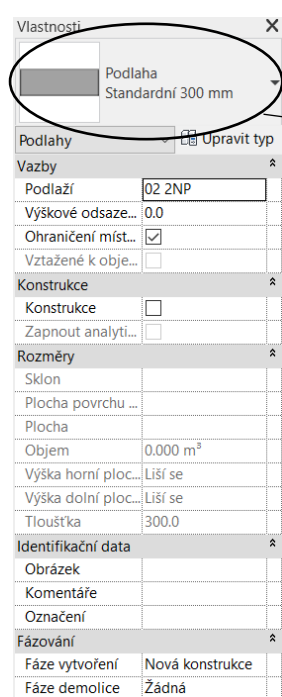 Vlastnosti
Podlaha
Standardní 300 mm
Podlahy Upravit typ
Vazby
Podlaží 02 2NP
Výškové odsaze... 0.0
Ohraničení míst...
Vztažené k obje...
Konstrukce
Konstrukce
Zapnout analyti...
Rozměry
Sklon
Plocha povrchu ...
Plocha
Objem 0.000 m³
Výška horní ploc... Liší se
Výška dolní ploc... Liší se
Tloušťka 300.0
Identifikační data
Obrázek
Komentáře
Označení
Fázování
Fáze vytvoření Nová konstrukce
Fáze demolice Žádná